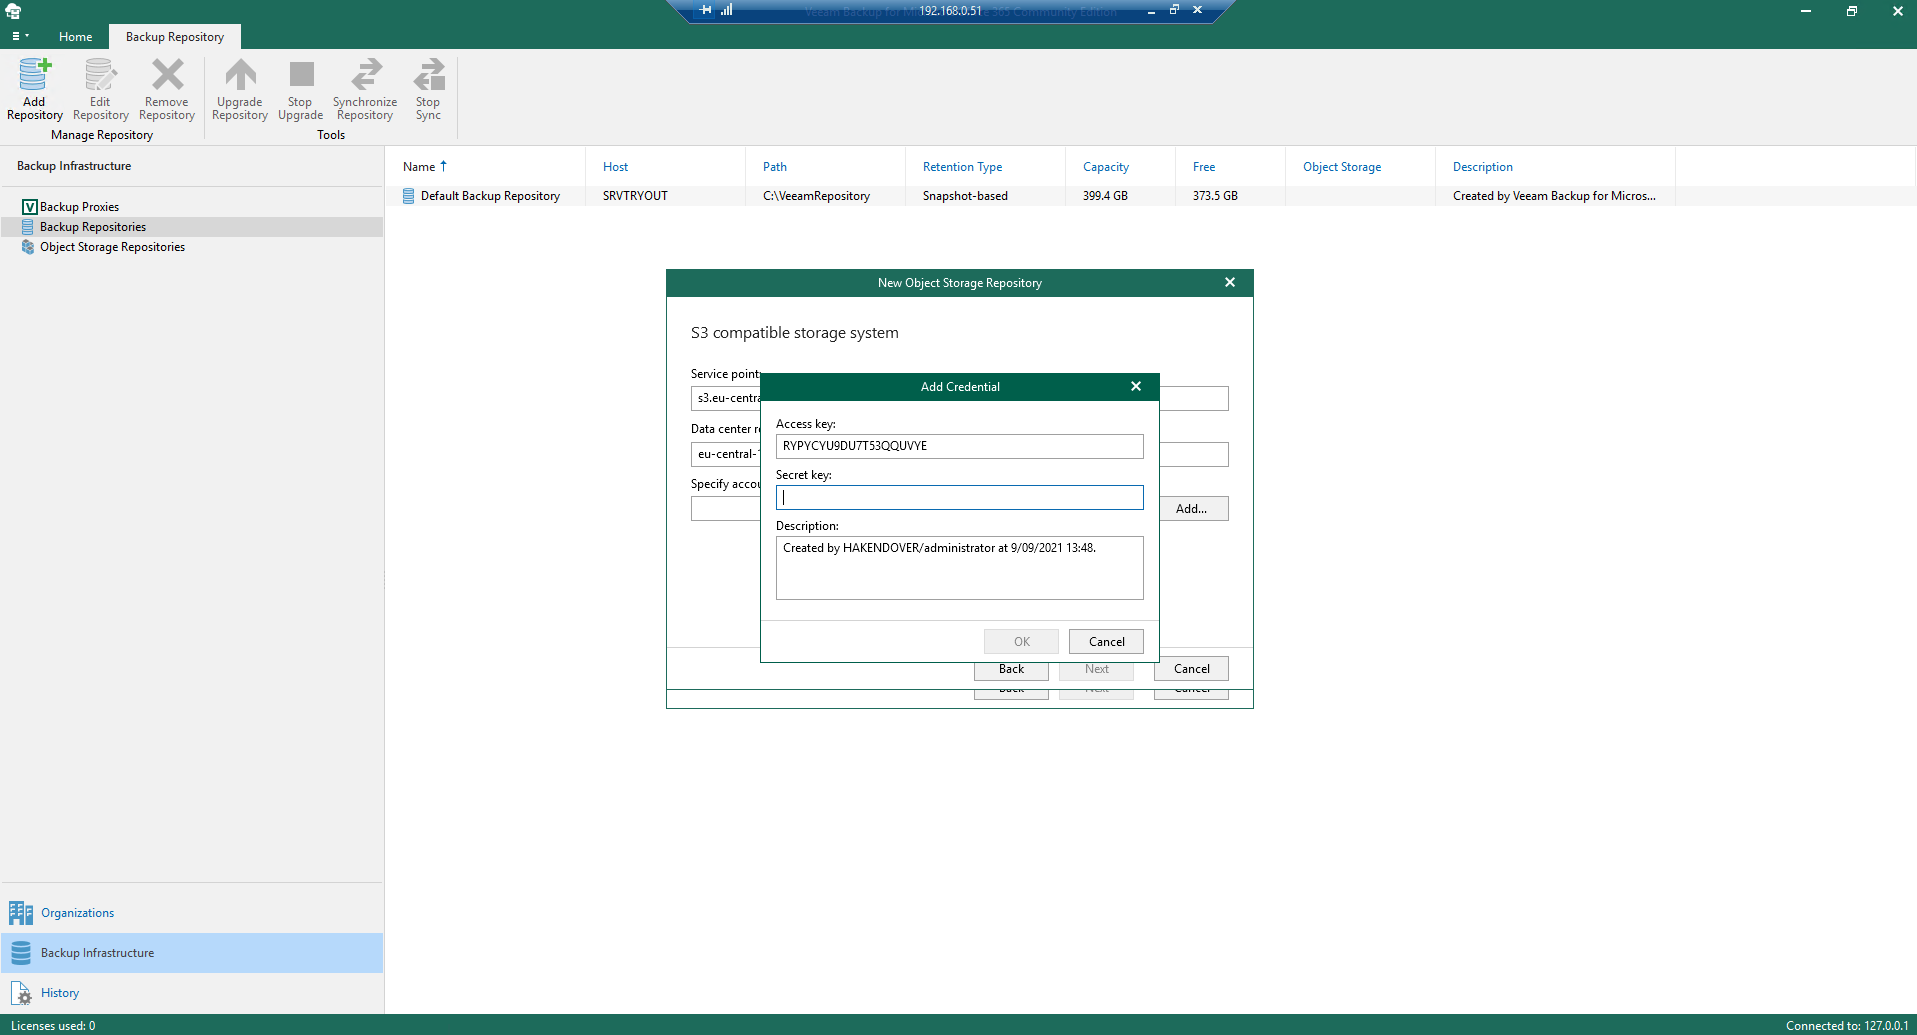 Veeam Backup for Mic
192.168.0.51
365 Community Edition
Home
Backup Repository
Add Repository
Edit Repository
Remove Repository
Upgrade Repository
Stop Upgrade
Synchronize Repository
Stop Sync
Manage Repository
Tools
Backup Infrastructure
Backup Proxies
Backup Repositories
Object Storage Repositories
Name Host Path Retention Type Capacity Free Object Storage Description
Default Backup Repository SRVTRYOUT C:\VeeamRepository Snapshot-based 399.4 GB 373.5 GB Created by Veeam Backup for Micros...
New Object Storage Repository
S3 compatible storage system
Service point:
s3.eu-centra
Data center re
eu-central-1
Specify accou
Add...
Add Credential
Access key:
RYPYCYU9DU7T53QQUVYE
Secret key:
Description:
Created by HAKENDOVER/administrator at 9/09/2021 13:48.
OK Cancel
Back Next Cancel
Back Next Cancel
Organizations
Backup Infrastructure
History
Licenses used: 0
Connected to: 127.0.0.1